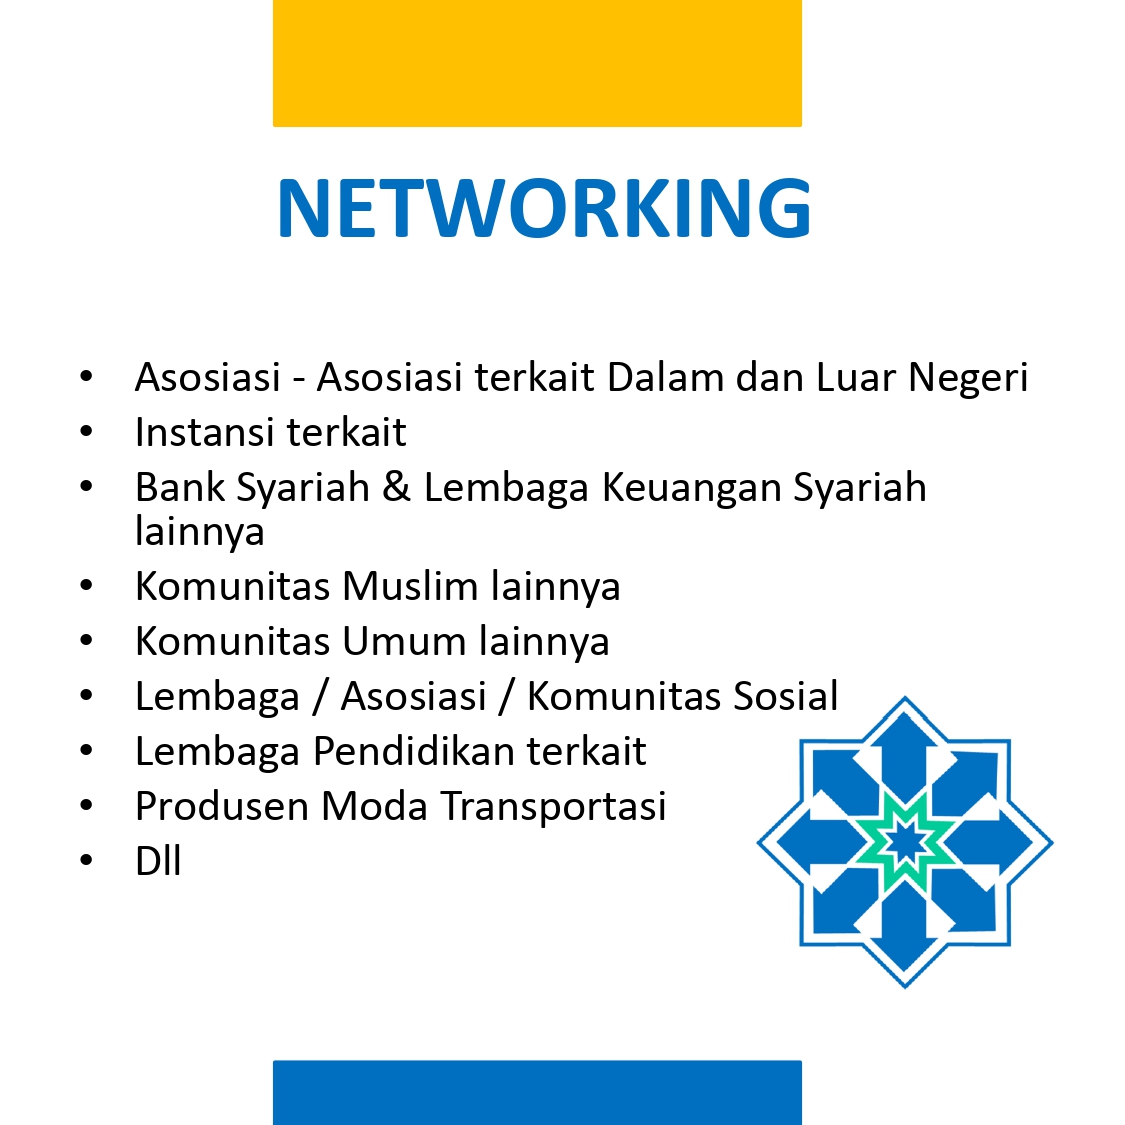 NETWORKING
• Asosiasi - Asosiasi terkait Dalam dan Luar Negeri
• Instansi terkait
• Bank Syariah & Lembaga Keuangan Syariah
lainnya
• Komunitas Muslim lainnya
• Komunitas Umum lainnya
• Lembaga / Asosiasi / Komunitas Sosial
• Lembaga Pendidikan terkait
• Produsen Moda Transportasi
• Dll